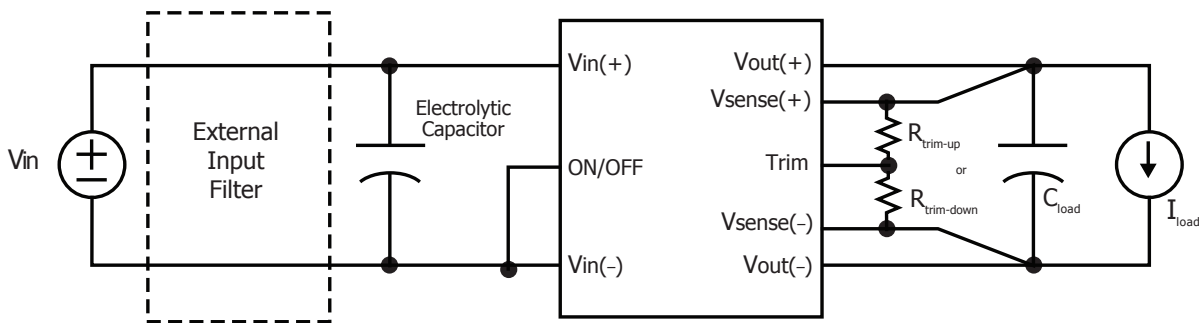 Vin
External
Input
Filter
Electrolytic
Capacitor
Vin(+)
ON/OFF
Vin(−)
Vout(+)
Vsense(+)
Trim
Vsense(−)
Vout(−)
Rtrim-up
or
Rtrim-down
Cload
Iload